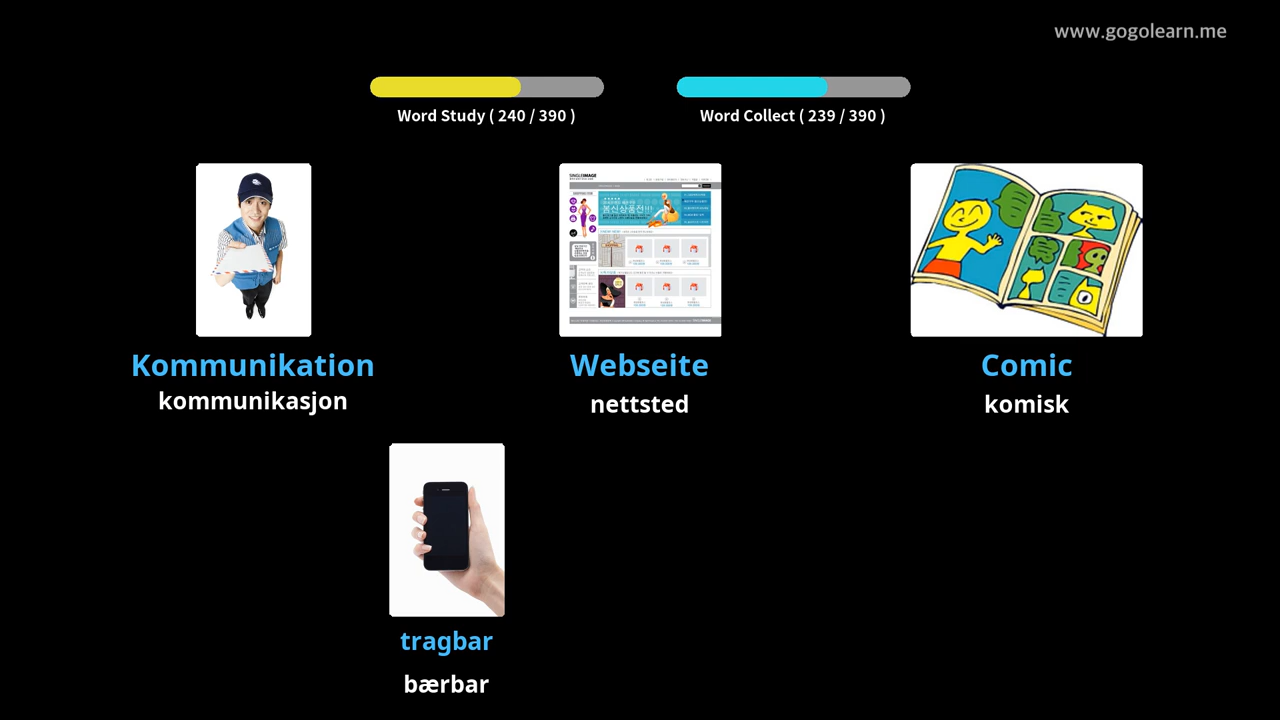 www.gogolearn.me
Word Study ( 240 / 390 )
Word Collect ( 239 / 390 )
Kommunikation
kommunikasjon
Webseite
nettsted
Comic
komisk
tragbar
bærbar